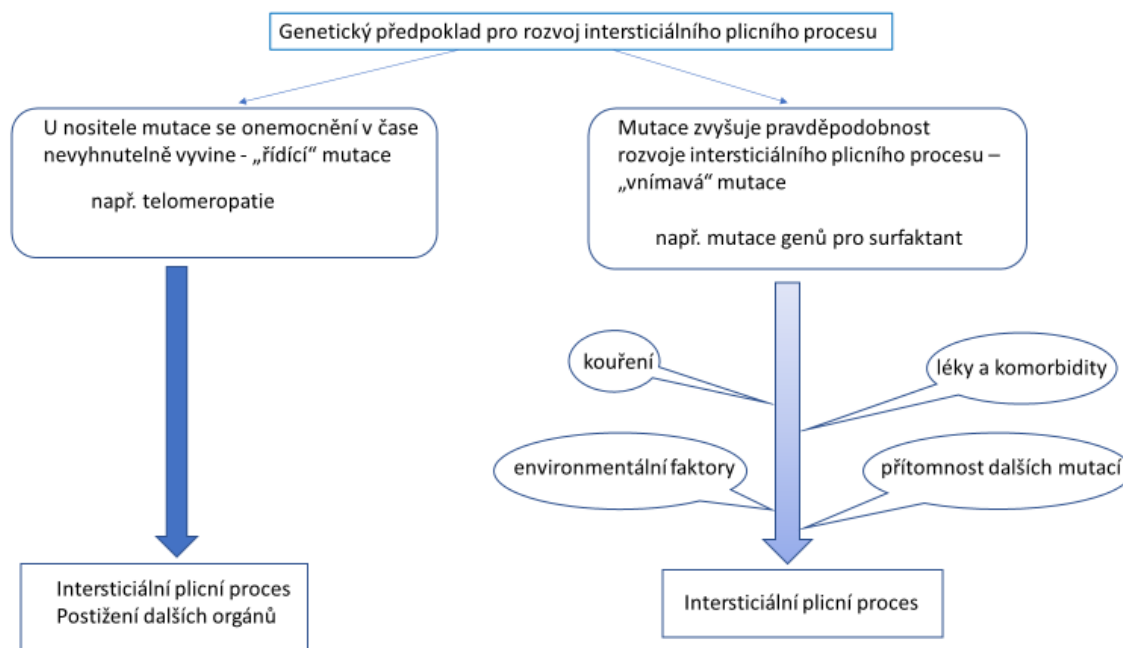 Genetický předpoklad pro rozvoj intersticiálního plicního procesu
U nositele mutace se onemocnění v čase
nevyhnutelně vyvine - „řídící“ mutace
např. telomeropatie
Mutace zvyšuje pravděpodobnost
rozvoje intersticiálního plicního procesu –
„vnímavá“ mutace
např. mutace genů pro surfaktant
kouření
léky a komorbidity
environmentální faktory
přítomnost dalších mutací
Intersticiální plicní proces
Postižení dalších orgánů
Intersticiální plicní proces